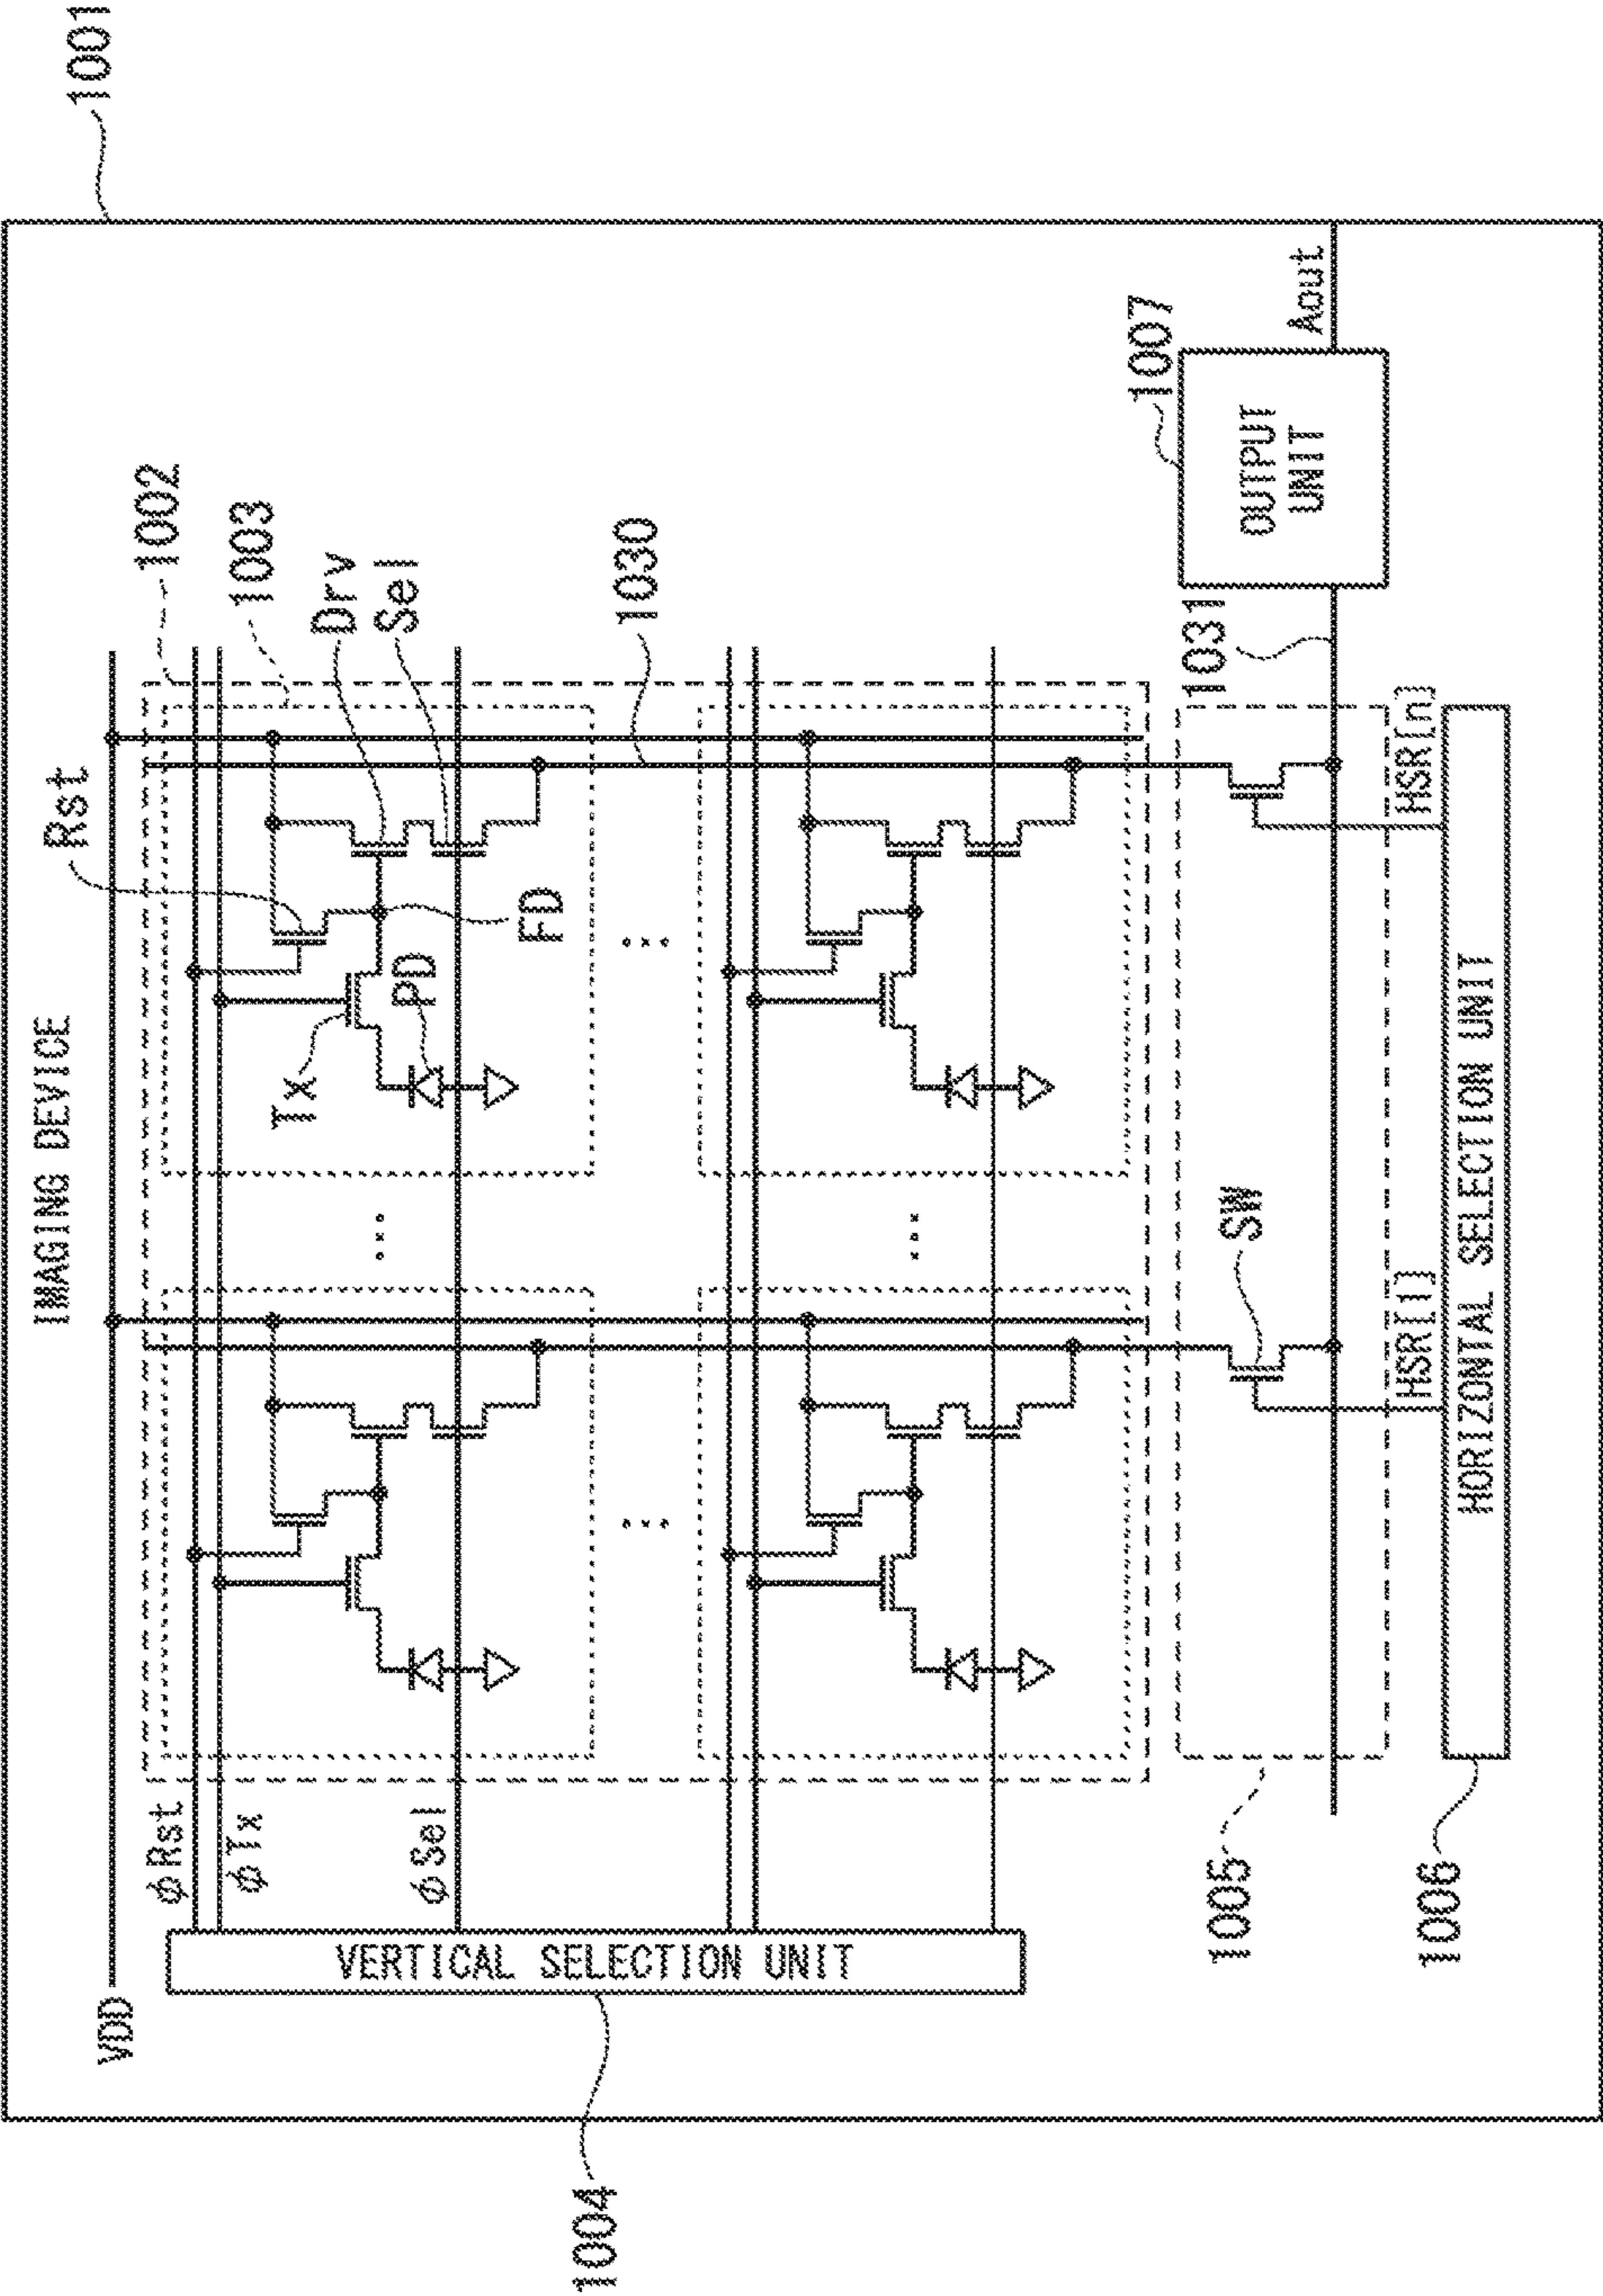 1001
IMAGING DEVICE
VDD
Rst
1002
1003
φRst
φTx
Tx
Drv
Sel
PD
φSel
FD
1030
VERTICAL SELECTION UNIT
1004
1007
OUTPUT
UNIT
Aout
1031
SW
1005
HSR[1]
HSR[n]
HORIZONTAL SELECTION UNIT
1006